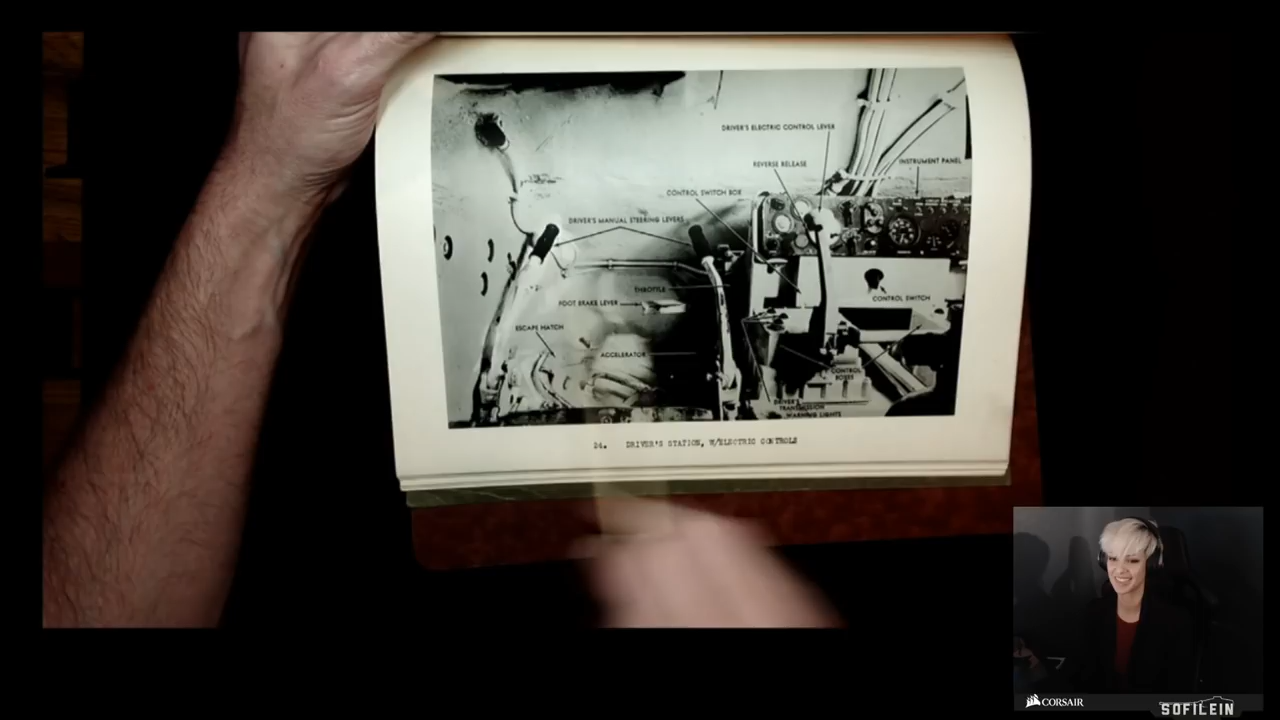 DRIVER'S ELECTRIC CONTROL LEVER
REVERSE RELEASE
INSTRUMENT PANEL
CONTROL SWITCH BOX
DRIVER'S MANUAL STEERING LEVERS
THROTTLE
FOOT BRAKE LEVER
CONTROL SWITCH
ESCAPE HATCH
ACCELERATOR
CONTROL
BOXES
DRIVER'S
TRANSMISSION
WARNING LIGHTS
24. DRIVER'S STATION, W/ELECTRIC CONTROLS
CORSAIR
SOFILEIN